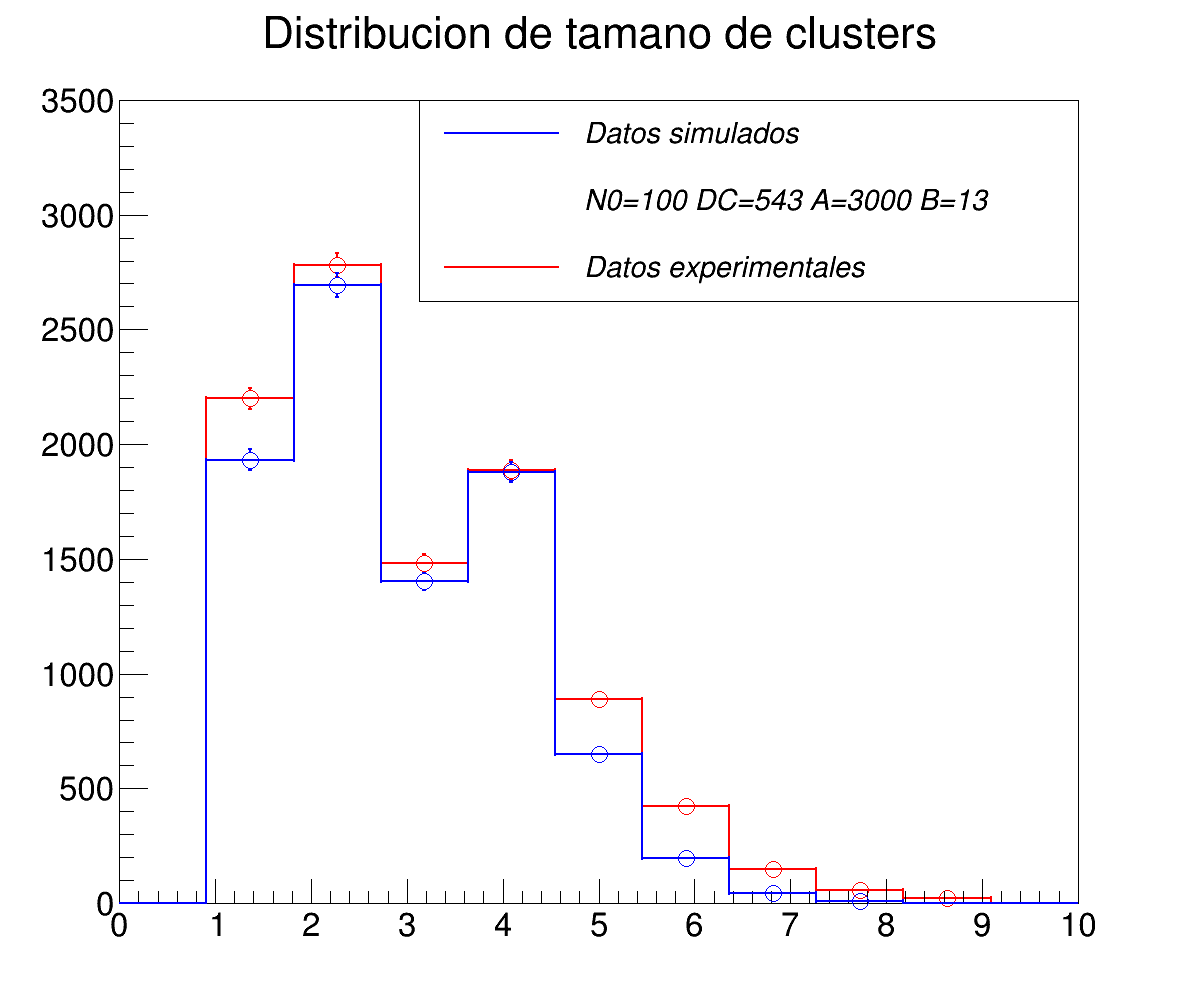 Distribucion de tamano de clusters
Datos simulados
N0=100 DC=543 A=3000 B=13
Datos experimentales
3500
3000
2500
2000
1500
1000
500
0
0 1 2 3 4 5 6 7 8 9 10